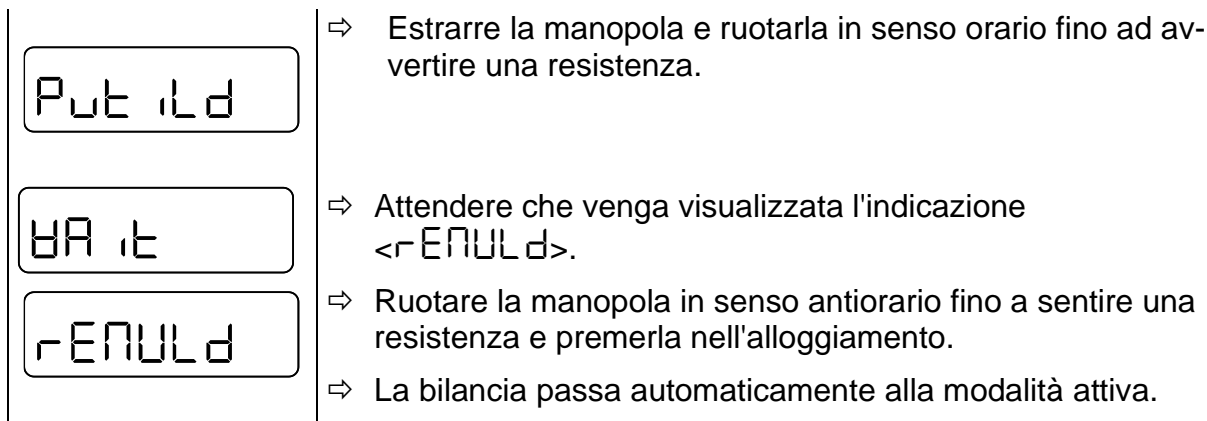 ⇨ Estrarre la manopola e ruotarla in senso orario fino ad av-
vertire una resistenza.
Put iLd
⇨ Attendere che venga visualizzata l'indicazione
<rEMULd>.
WAit
⇨ Ruotare la manopola in senso antiorario fino a sentire una
resistenza e premerla nell'alloggiamento.
rEMULd
⇨ La bilancia passa automaticamente alla modalità attiva.